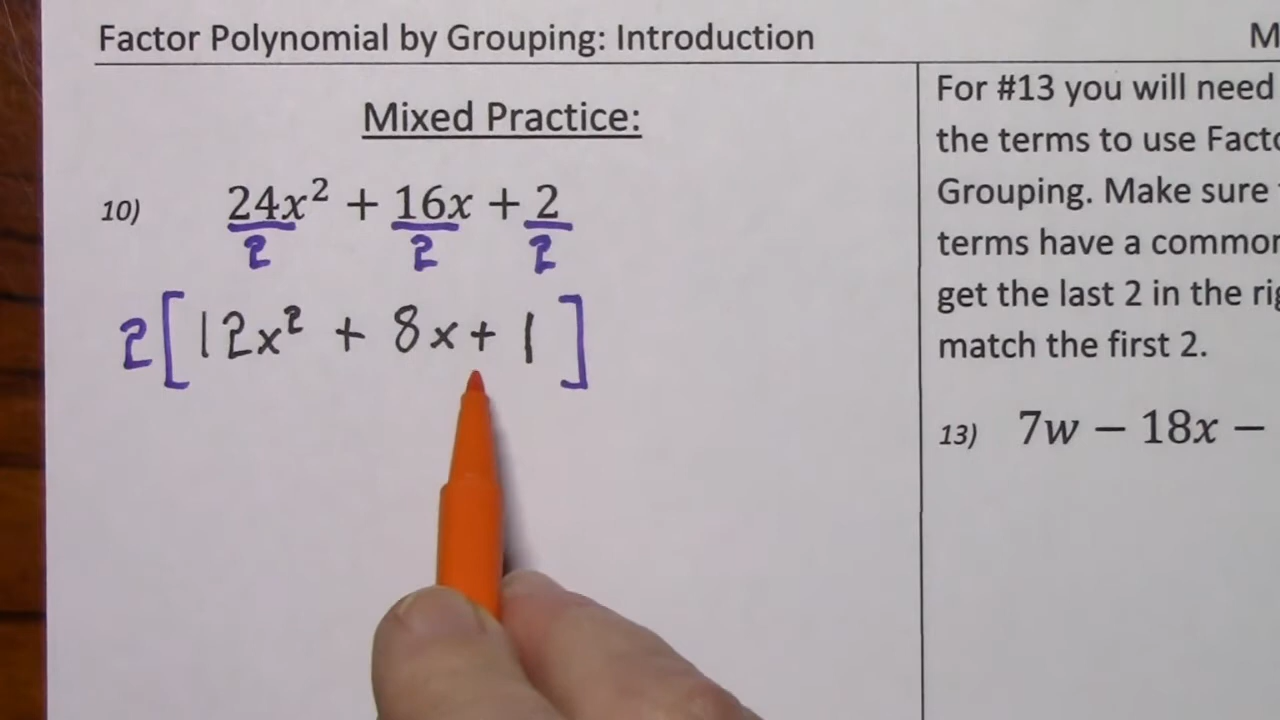 Factor Polynomial by Grouping: Introduction M
Mixed Practice:
10) 24x² + 16x + 2
2 2 2
2[12x² + 8x + 1]
For #13 you will need
the terms to use Facto
Grouping. Make sure
terms have a common
get the last 2 in the rig
match the first 2.
13) 7w − 18x −